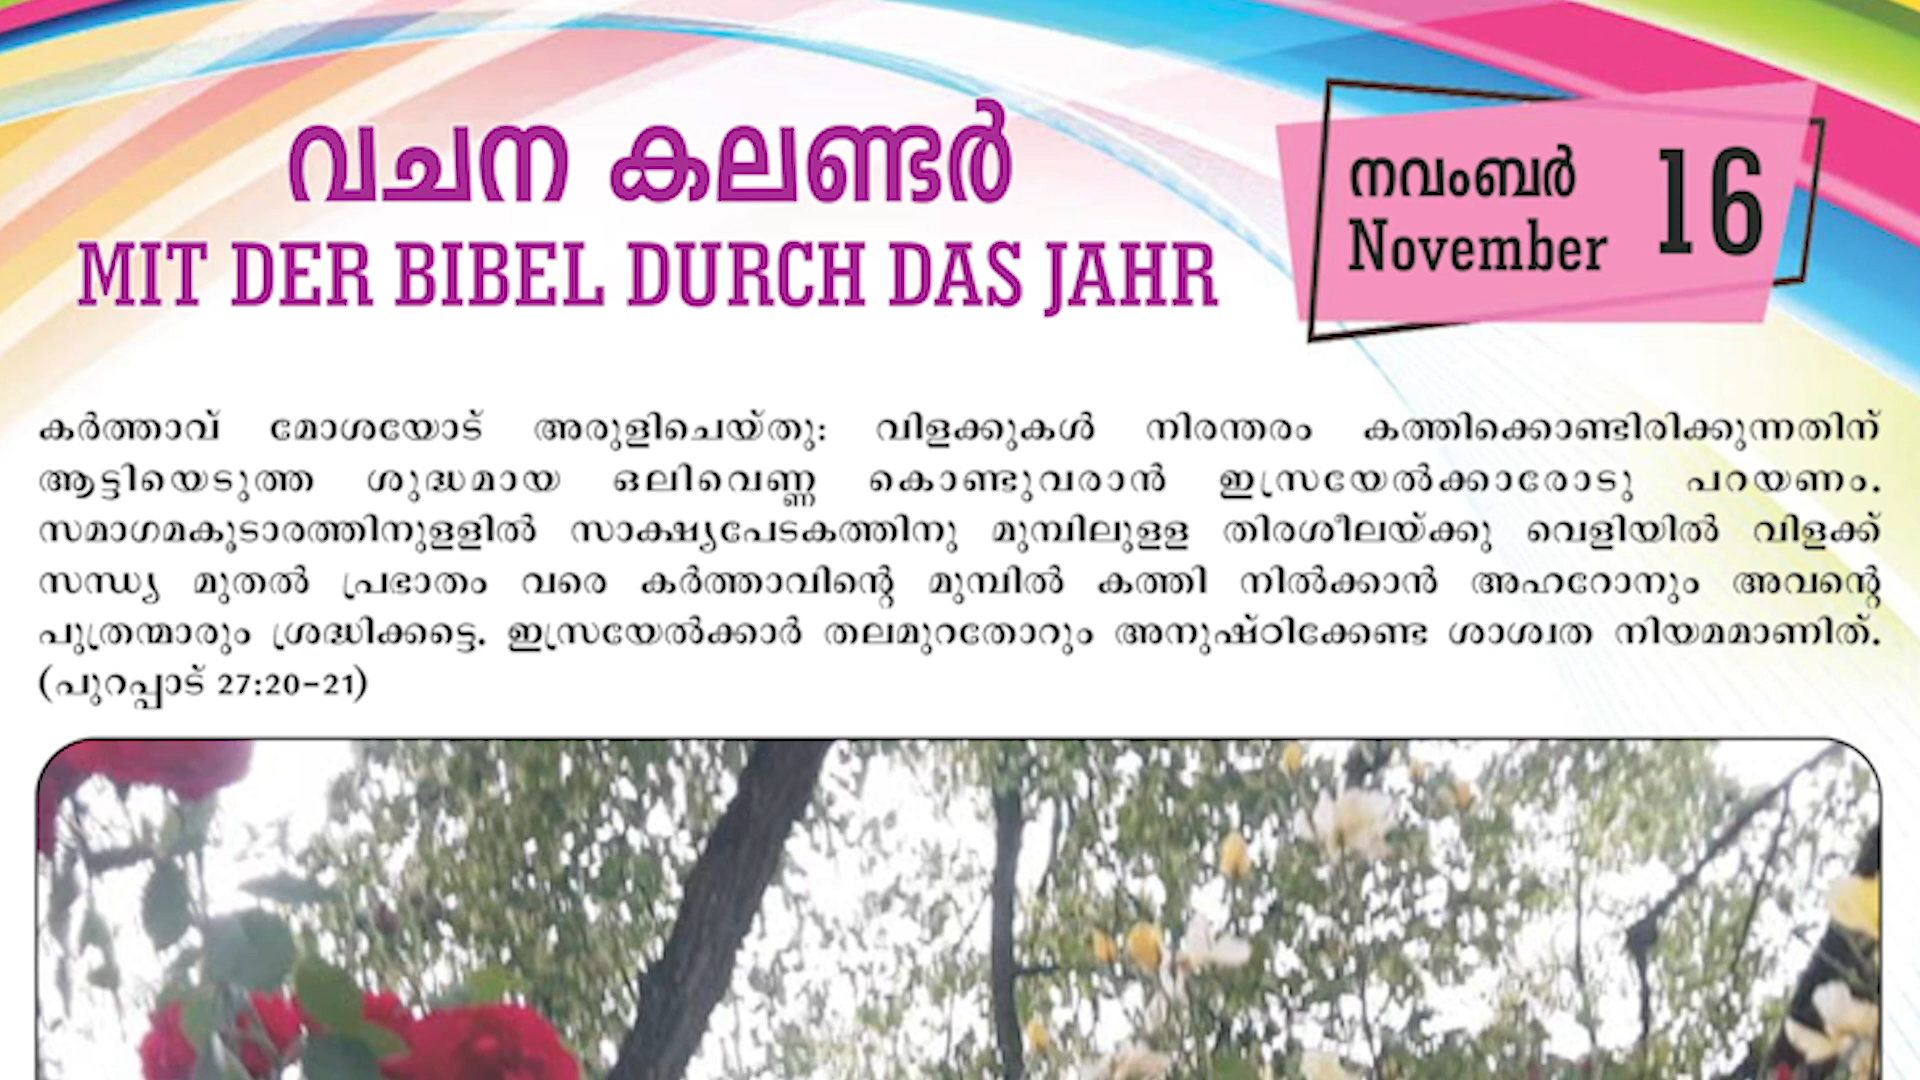 വചന കലണ്ടർ
MIT DER BIBEL DURCH DAS JAHR
നവംബർ
November
16
കർത്താവ് മോശയോട് അരുളിചെയ്തു: വിളക്കുകൾ നിരന്തരം കത്തിക്കൊണ്ടിരിക്കുന്നതിന്
ആട്ടിയെടുത്ത ശുദ്ധമായ ഒലിവെണ്ണ കൊണ്ടുവരാൻ ഇസ്രയേൽക്കാരോടു പറയണം.
സമാഗമകൂടാരത്തിനുളളിൽ സാക്ഷ്യപേടകത്തിനു മുമ്പിലുളള തിരശീലയ്ക്കു വെളിയിൽ വിളക്ക്
സന്ധ്യ മുതൽ പ്രഭാതം വരെ കർത്താവിന്റെ മുമ്പിൽ കത്തി നിൽക്കാൻ അഹറോനും അവന്റെ
പുത്രന്മാരും ശ്രദ്ധിക്കട്ടെ. ഇസ്രയേൽക്കാർ തലമുറതോറും അനുഷ്ഠിക്കേണ്ട ശാശ്വത നിയമമാണിത്.
(പുറപ്പാട് 27:20-21)